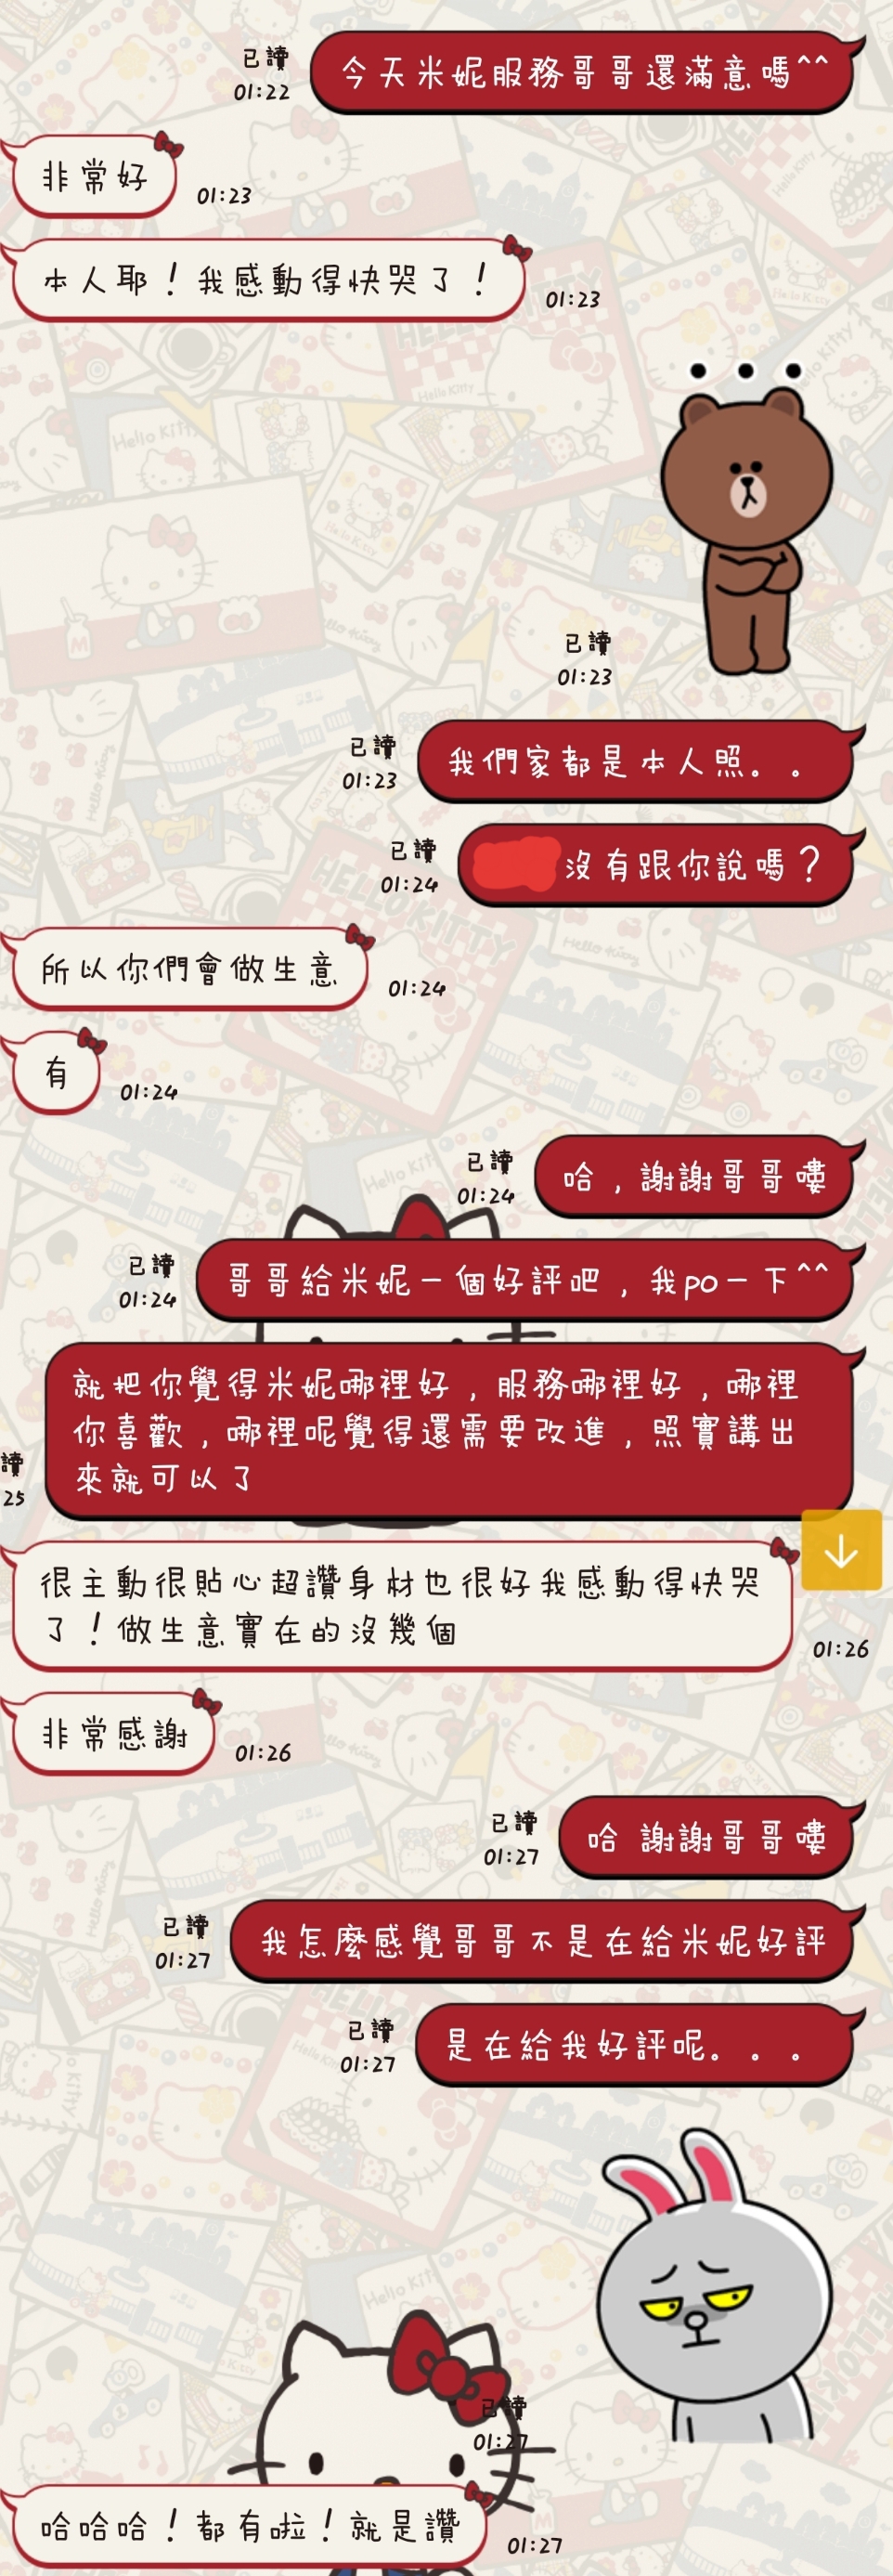 今天米妮服務哥哥還滿意嗎^^
已讀
01:22
非常好
01:23
本人耶！我感動得快哭了！
01:23
已讀
01:23
我們家都是本人照。。
已讀
01:23
沒有跟你說嗎？
已讀
01:24
所以你們會做生意
01:24
有
01:24
哈，謝謝哥哥嘍
已讀
01:24
哥哥給米妮一個好評吧，我po一下^^
已讀
01:24
就把你覺得米妮哪裡好，服務哪裡好，哪裡
你喜歡，哪裡呢覺得還需要改進，照實講出
來就可以了
讀
25
很主動很貼心超讚身材也很好我感動得快哭
了！做生意實在的沒幾個
01:26
非常感謝
01:26
哈 謝謝哥哥嘍
已讀
01:27
我怎麼感覺哥哥不是在給米妮好評
已讀
01:27
是在給我好評呢。。。
已讀
01:27
已讀
01:27
哈哈哈！都有啦！就是讚
01:27